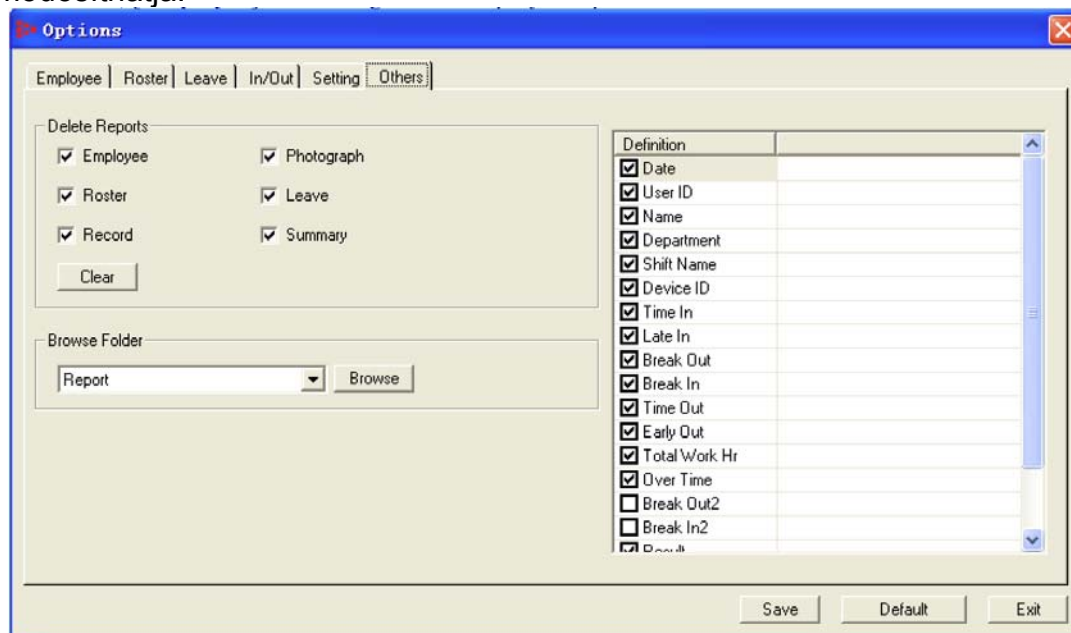 Options
Employee Roster Leave In/Out Setting Others
Delete Reports
Employee Photograph
Roster Leave
Record Summary
Clear
Browse Folder
Report Browse
Definition
Date
User ID
Name
Department
Shift Name
Device ID
Time In
Late In
Break Out
Break In
Time Out
Early Out
Total Work Hr
Over Time
Break Out2
Break In2
Result
Save Default Exit